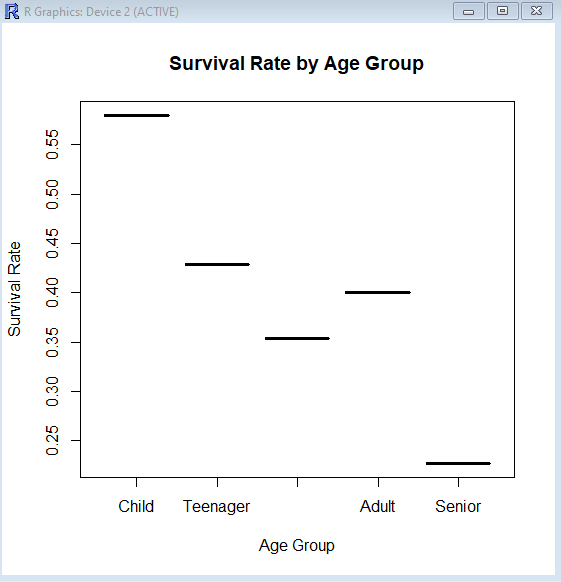 R Graphics: Device 2 (ACTIVE)
Survival Rate by Age Group
Survival Rate
0.55
0.50
0.45
0.40
0.35
0.30
0.25
Child Teenager Adult Senior
Age Group